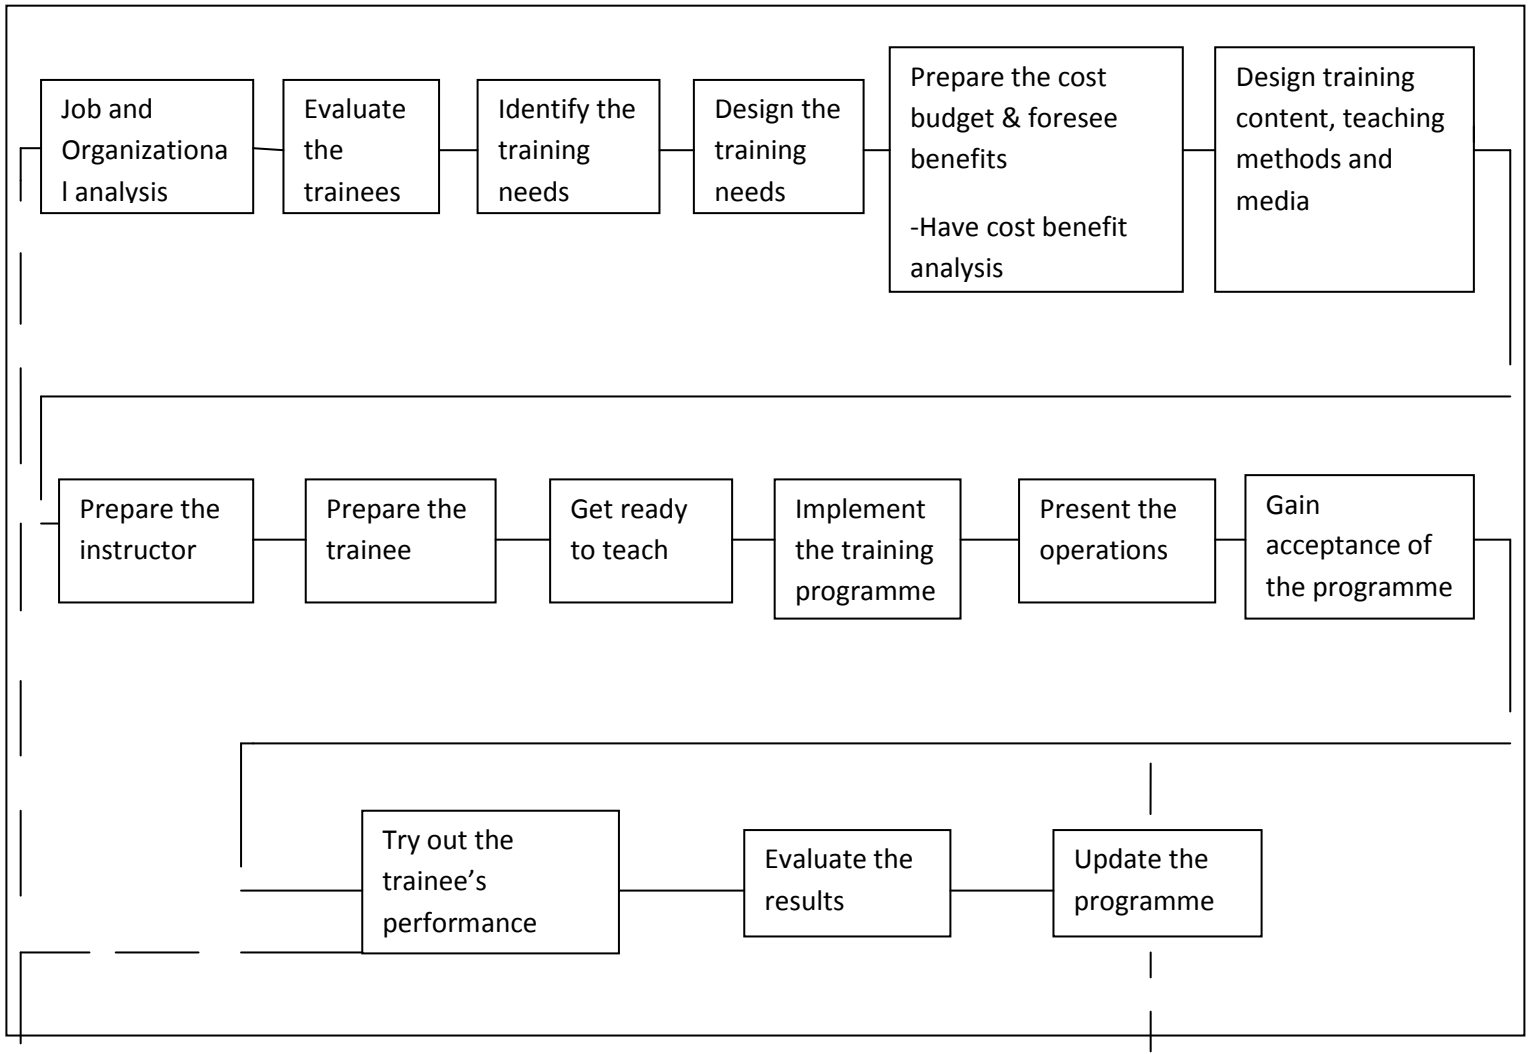 Job and
Organizationa
l analysis
Evaluate
the
trainees
Identify the
training
needs
Design the
training
needs
Prepare the cost
budget & foresee
benefits
-Have cost benefit
analysis
Design training
content, teaching
methods and
media
Prepare the
instructor
Prepare the
trainee
Get ready
to teach
Implement
the training
programme
Present the
operations
Gain
acceptance of
the programme
Try out the
trainee’s
performance
Evaluate the
results
Update the
programme